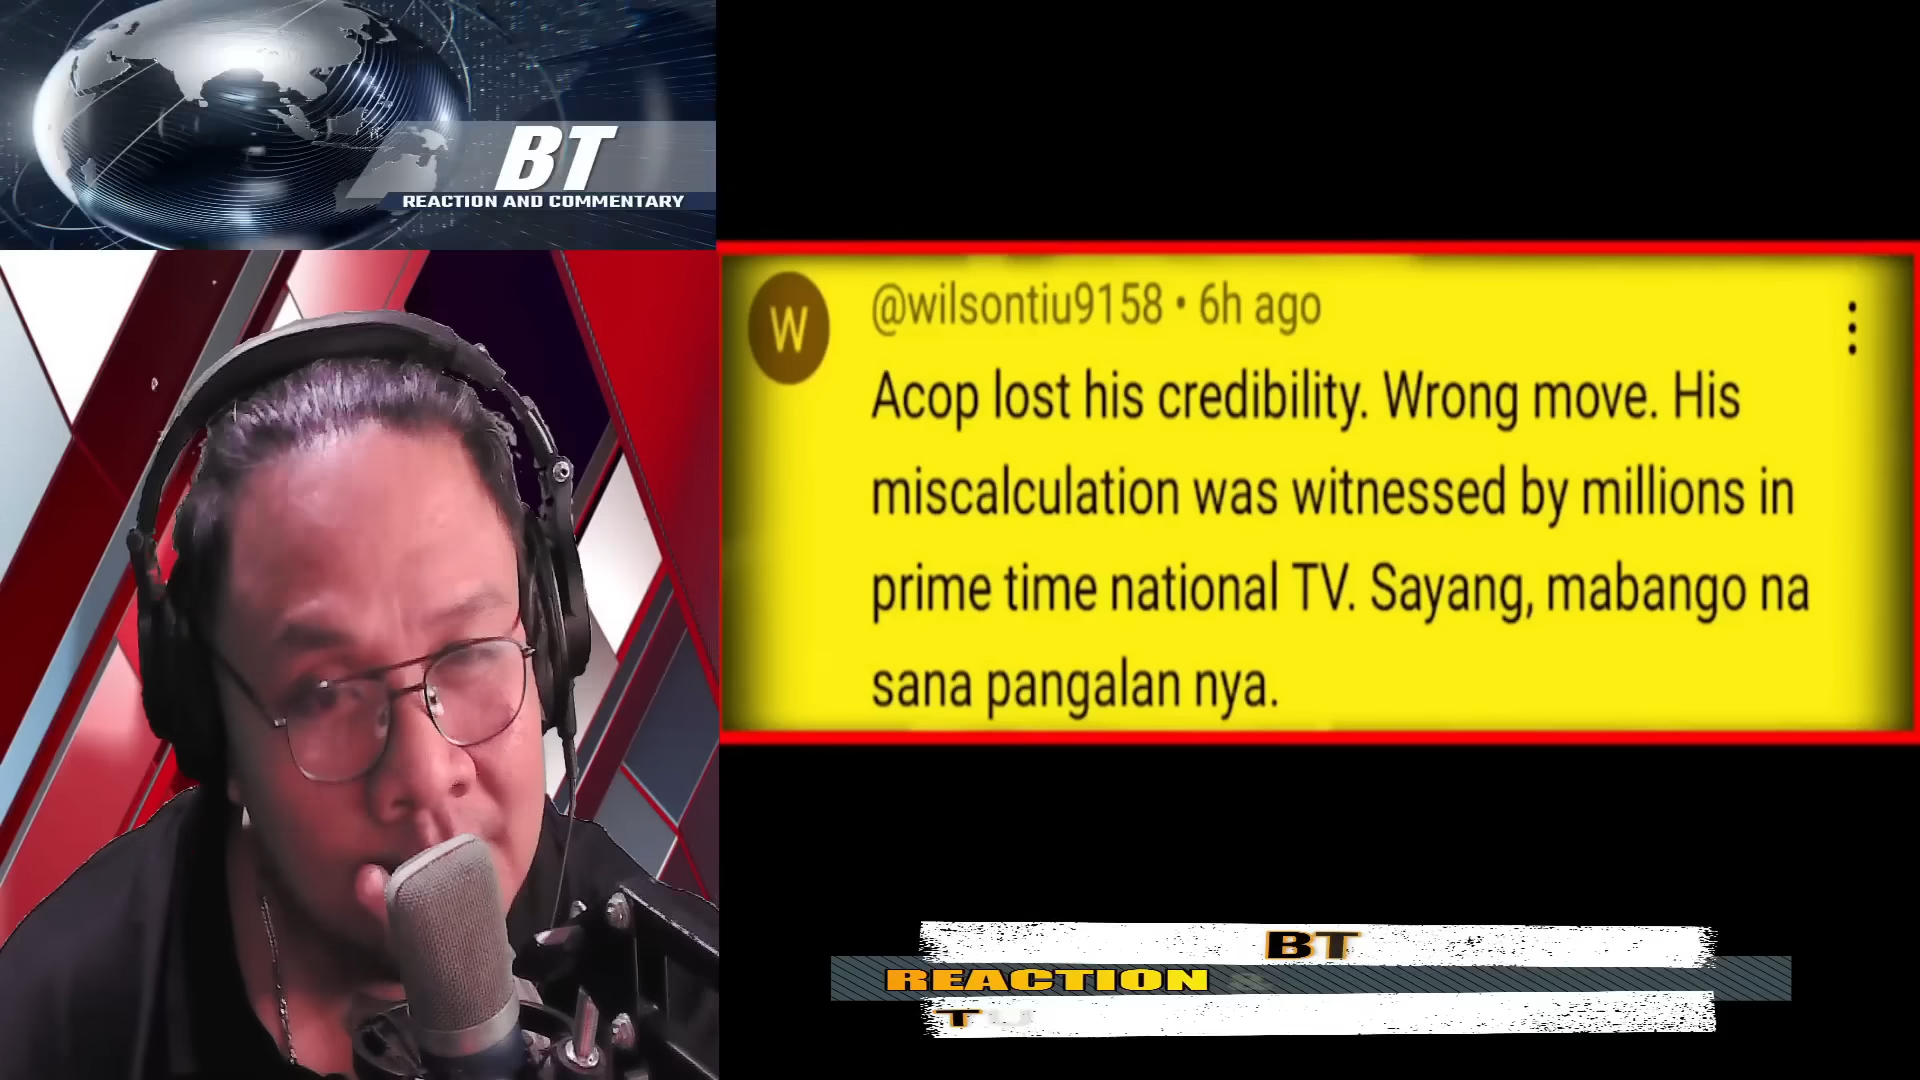 BT
REACTION AND COMMENTARY
W
@wilsontiu9158 • 6h ago
Acop lost his credibility. Wrong move. His
miscalculation was witnessed by millions in
prime time national TV. Sayang, mabango na
sana pangalan nya.
BT
REACTION